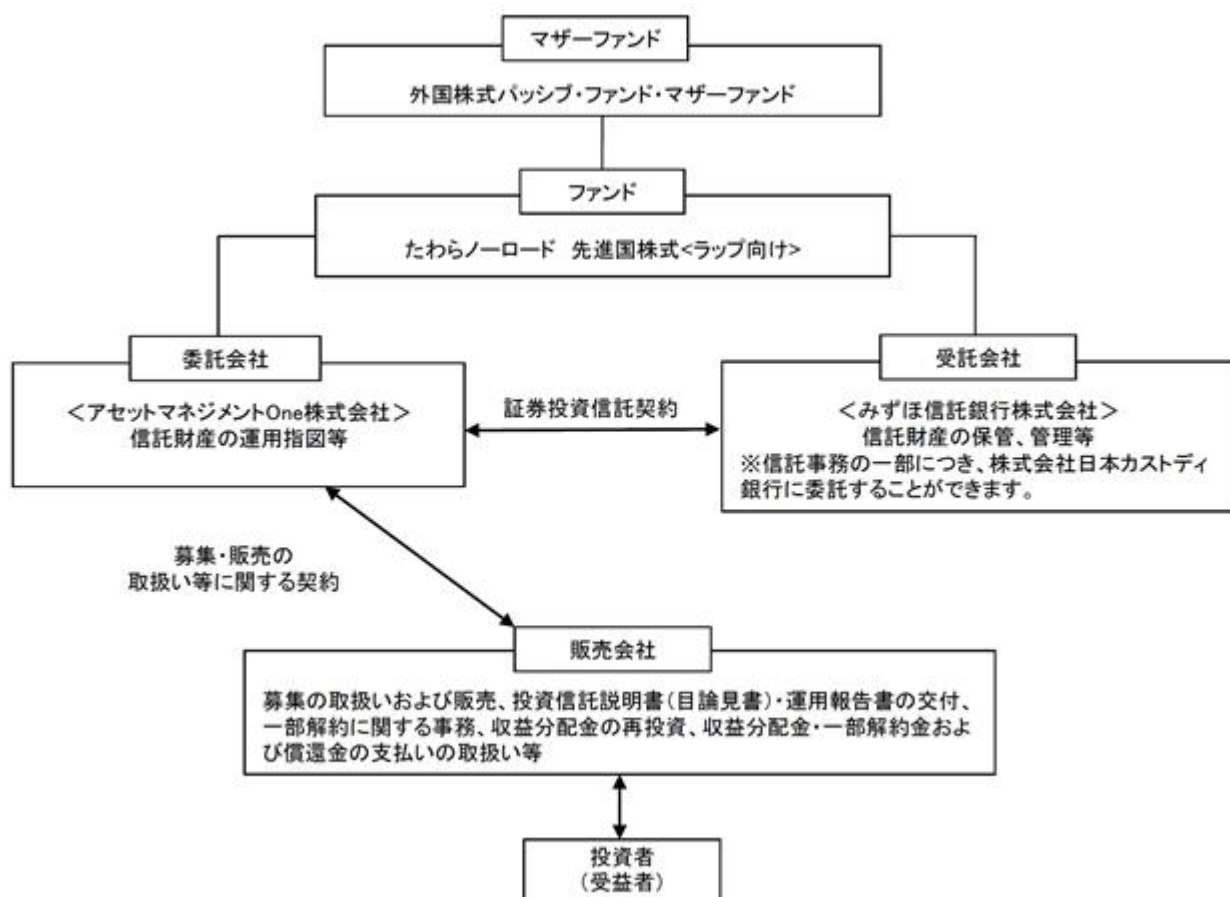 マザーファンド
外国株式パッシブ・ファンド・マザーファンド
ファンド
たわらノーロード 先進国株式<ラップ向け>
委託会社
＜アセットマネジメントOne株式会社＞
信託財産の運用指図等
証券投資信託契約
受託会社
＜みずほ信託銀行株式会社＞
信託財産の保管、管理等
※信託事務の一部につき、株式会社日本カストディ
銀行に委託することができます。
募集・販売の
取扱い等に関する契約
販売会社
募集の取扱いおよび販売、投資信託説明書(目論見書)・運用報告書の交付、
一部解約に関する事務、収益分配金の再投資、収益分配金・一部解約金およ
び償還金の支払いの取扱い等
投資者
(受益者)